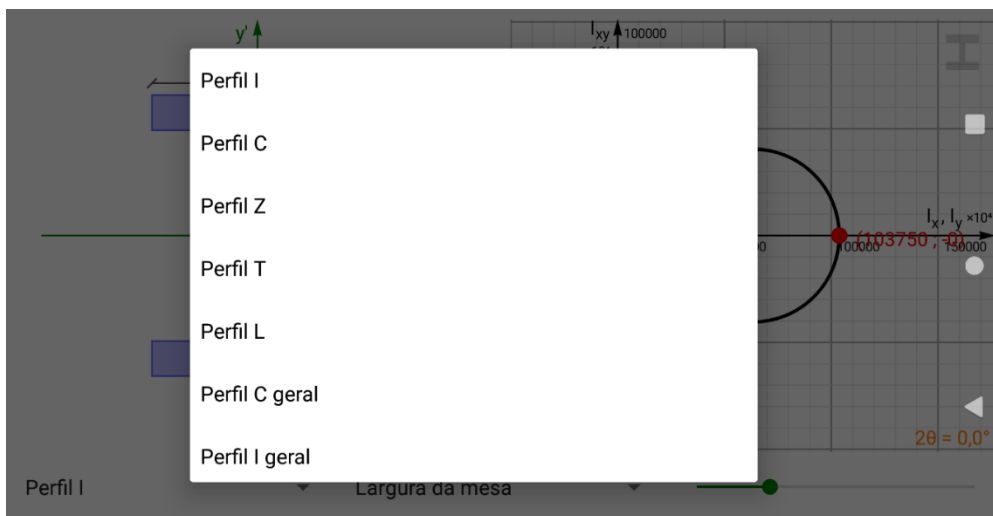 y'
Ixy 100000
Perfil I
Perfil C
Perfil Z
Perfil T
Perfil L
Perfil C geral
Perfil I geral
Ix, Iy ×10⁴
(103750 , -0)
100000
150000
2θ = 0,0°
Perfil I
Largura da mesa